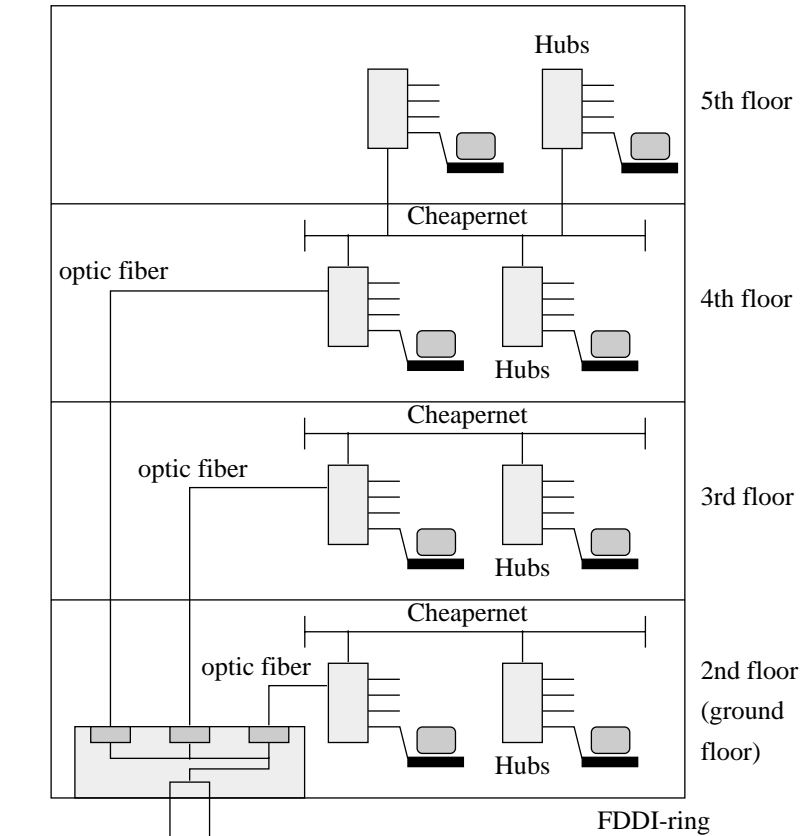 Hubs
5th floor
Cheapernet
optic fiber
4th floor
Hubs
Cheapernet
optic fiber
3rd floor
Hubs
Cheapernet
optic fiber
2nd floor
(ground
floor)
Hubs
FDDI-ring